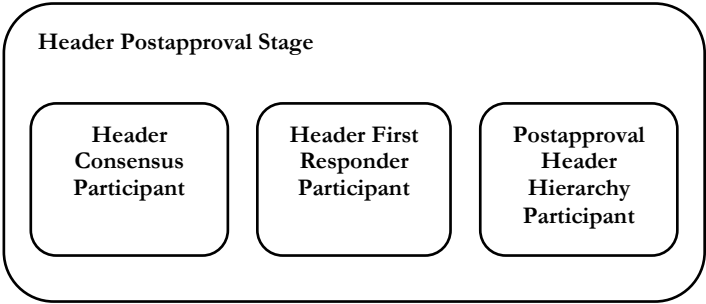 Header Postapproval Stage
Header
Consensus
Participant
Header First
Responder
Participant
Postapproval
Header
Hierarchy
Participant